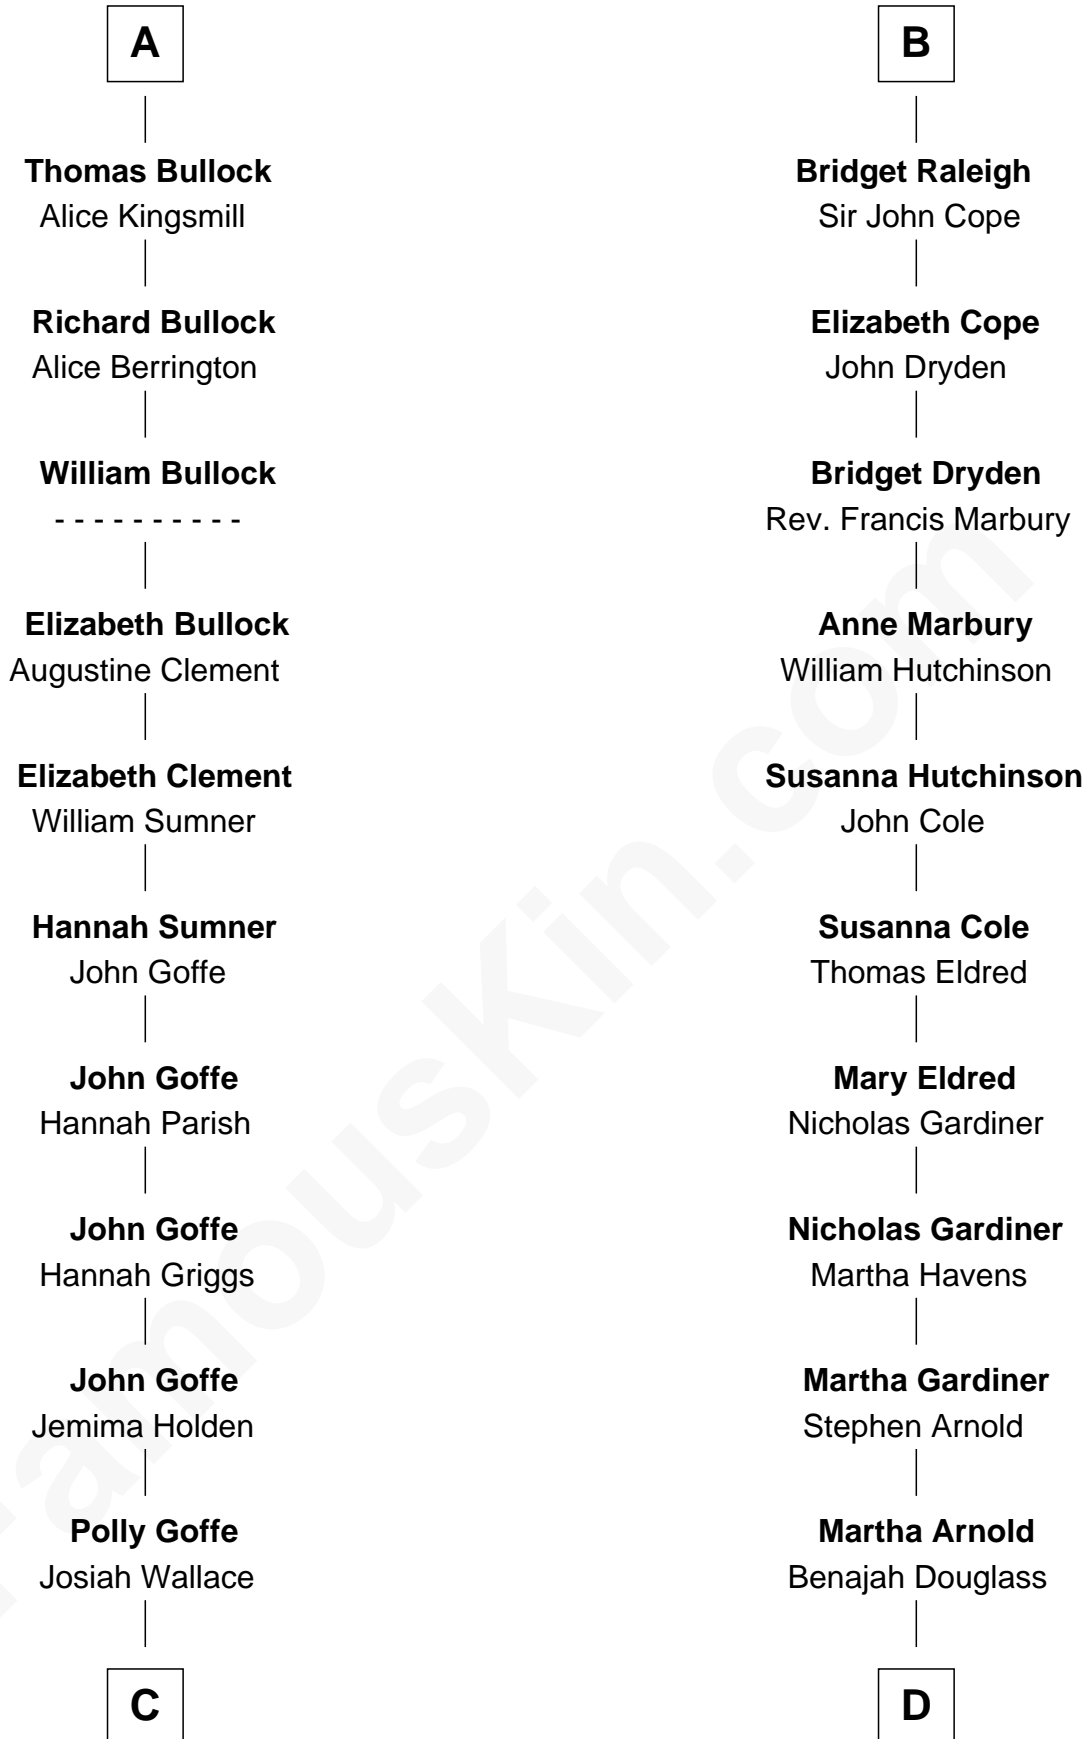 A
Thomas Bullock
Alice Kingsmill
Richard Bullock
Alice Berrington
William Bullock
- - - - - - - - - -
Elizabeth Bullock
Augustine Clement
Elizabeth Clement
William Sumner
Hannah Sumner
John Goffe
John Goffe
Hannah Parish
John Goffe
Hannah Griggs
John Goffe
Jemima Holden
Polly Goffe
Josiah Wallace
C
B
Bridget Raleigh
Sir John Cope
Elizabeth Cope
John Dryden
Bridget Dryden
Rev. Francis Marbury
Anne Marbury
William Hutchinson
Susanna Hutchinson
John Cole
Susanna Cole
Thomas Eldred
Mary Eldred
Nicholas Gardiner
Nicholas Gardiner
Martha Havens
Martha Gardiner
Stephen Arnold
Martha Arnold
Benajah Douglass
D
FamousKin.com